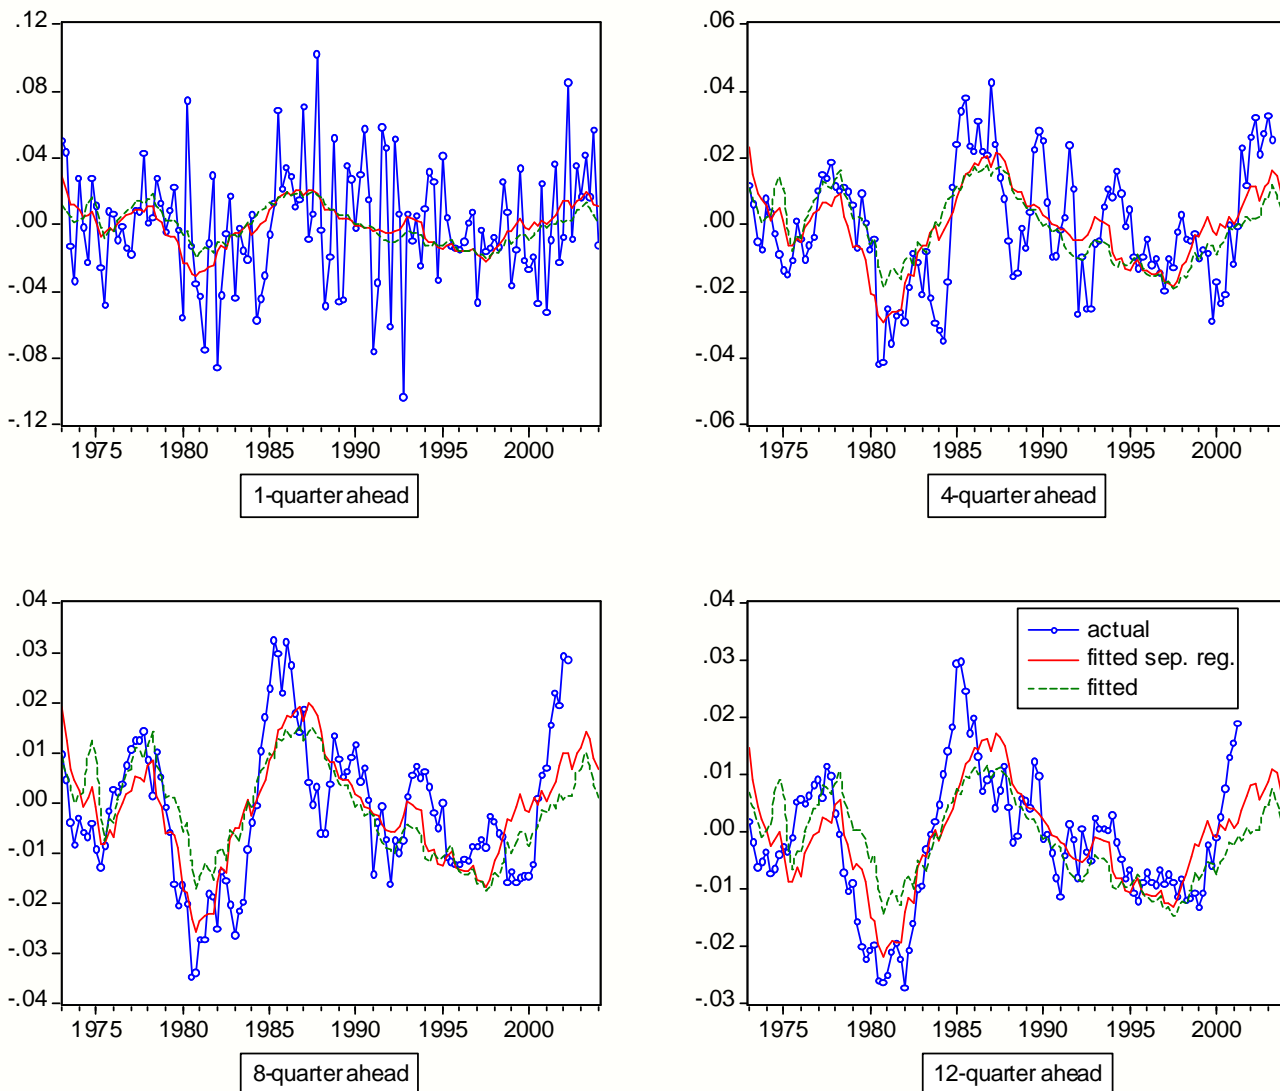 .12
.08
.04
.00
-.04
-.08
-.12
1975 1980 1985 1990 1995 2000
1-quarter ahead
.06
.04
.02
.00
-.02
-.04
-.06
1975 1980 1985 1990 1995 2000
4-quarter ahead
.04
.03
.02
.01
.00
-.01
-.02
-.03
-.04
1975 1980 1985 1990 1995 2000
8-quarter ahead
.04
.03
.02
.01
.00
-.01
-.02
-.03
actual
fitted sep. reg.
fitted
1975 1980 1985 1990 1995 2000
12-quarter ahead